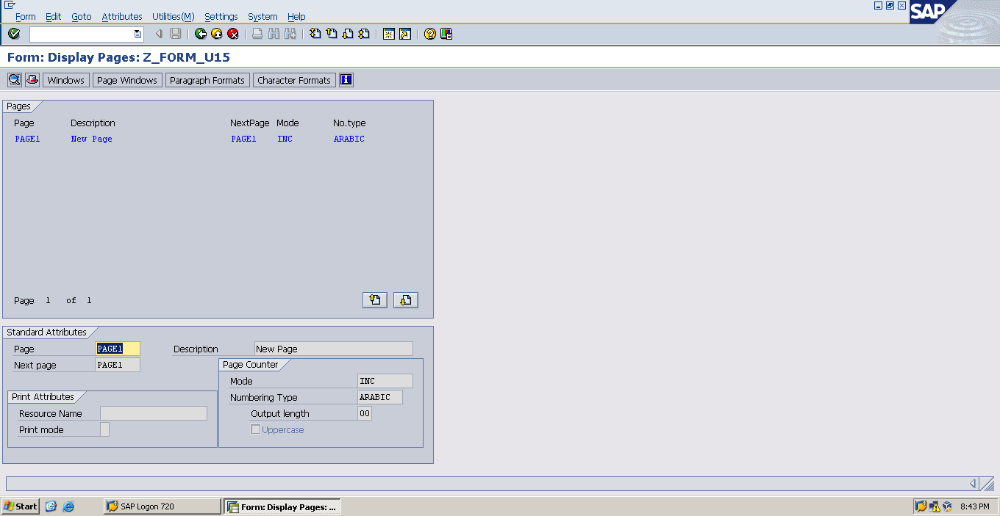 Form Edit Goto Attributes Utilities(M) Settings System Help
SAP
Form: Display Pages: Z_FORM_U15
Windows Page Windows Paragraph Formats Character Formats
Pages
Page Description NextPage Mode No.type
PAGE1 New Page PAGE1 INC ARABIC
Page 1 of 1
Standard Attributes
Page PAGE1 Description New Page
Next page PAGE1
Page Counter
Mode INC
Numbering Type ARABIC
Output length 00
Uppercase
Print Attributes
Resource Name
Print mode
Start SAP Logon 720 Form: Display Pages: ... 8:43 PM